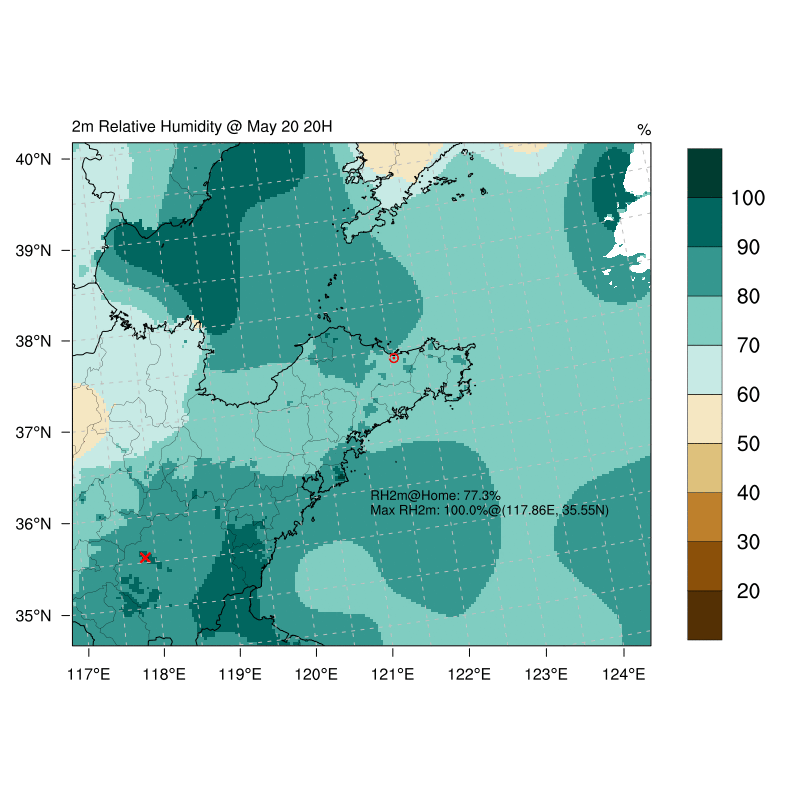 2m Relative Humidity @ May 20 20H
%
40°N
39°N
38°N
37°N
36°N
35°N
117°E
118°E
119°E
120°E
121°E
122°E
123°E
124°E
RH2m@Home: 77.3%
Max RH2m: 100.0%@(117.86E, 35.55N)
100
90
80
70
60
50
40
30
20